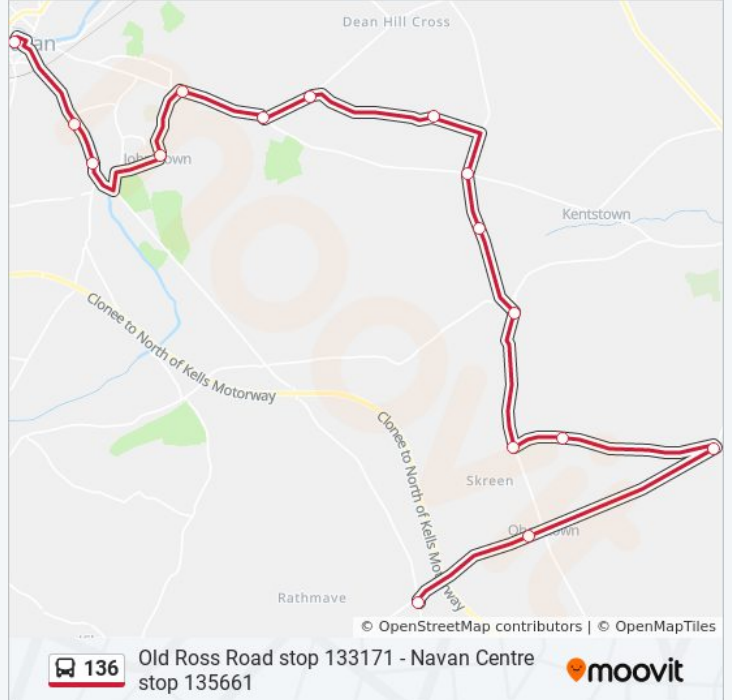 Dean Hill Cross
Kentstown
Clonee to North of Kells Motorway
Clonee to North of Kells Motorway
Skreen
Rathmave
© OpenStreetMap contributors | © OpenMapTiles
136
Old Ross Road stop 133171 - Navan Centre
stop 135661
moovit
moovit